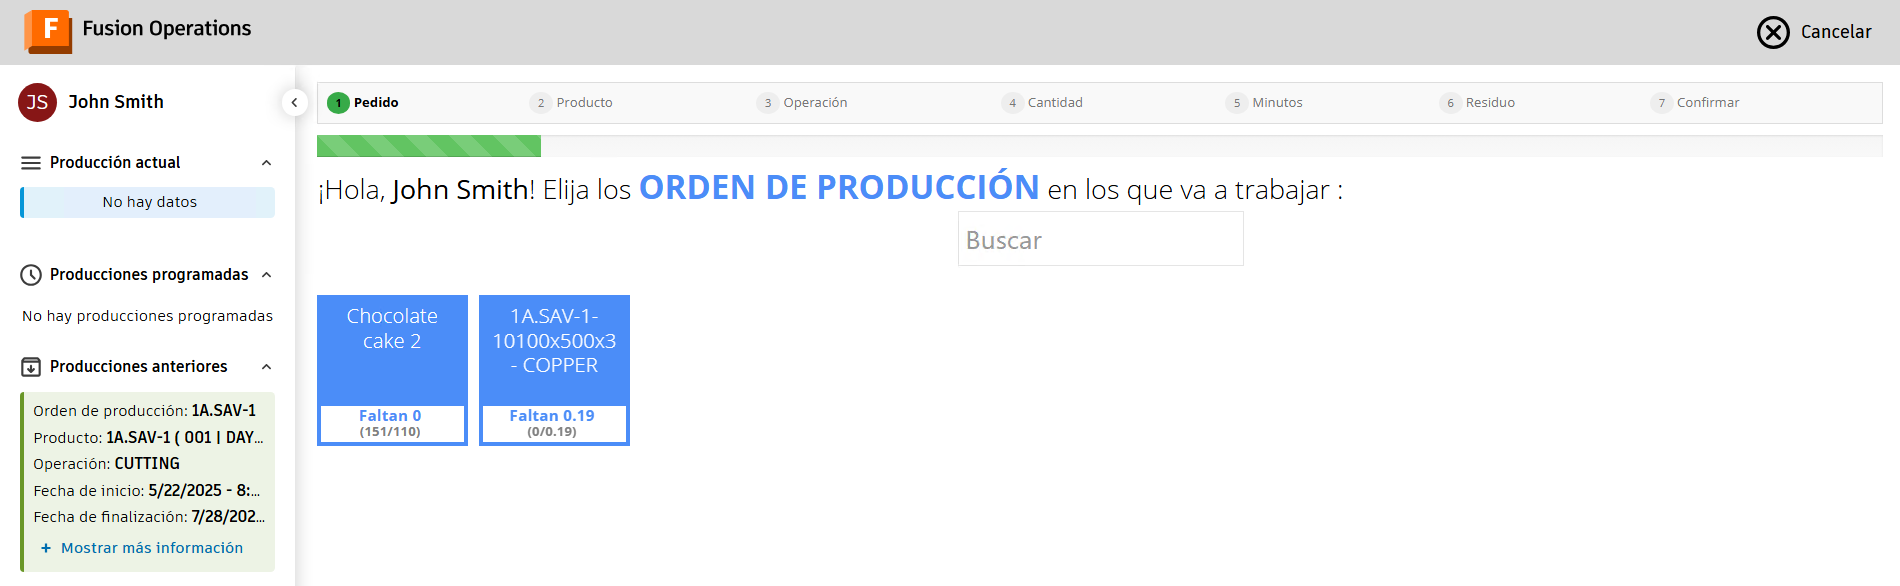 F Fusion Operations
Cancelar
JS John Smith
Producción actual
No hay datos
Producciones programadas
No hay producciones programadas
Producciones anteriores
Orden de producción: 1A.SAV-1
Producto: 1A.SAV-1 ( 001 | DAY...
Operación: CUTTING
Fecha de inicio: 5/22/2025 - 8:...
Fecha de finalización: 7/28/202...
+ Mostrar más información
1 Pedido
2 Producto
3 Operación
4 Cantidad
5 Minutos
6 Residuo
7 Confirmar
¡Hola, John Smith! Elija los ORDEN DE PRODUCCIÓN en los que va a trabajar :
Buscar
Chocolate
cake 2
Faltan 0
(151/110)
1A.SAV-1-
10100x500x3
- COPPER
Faltan 0.19
(0/0.19)